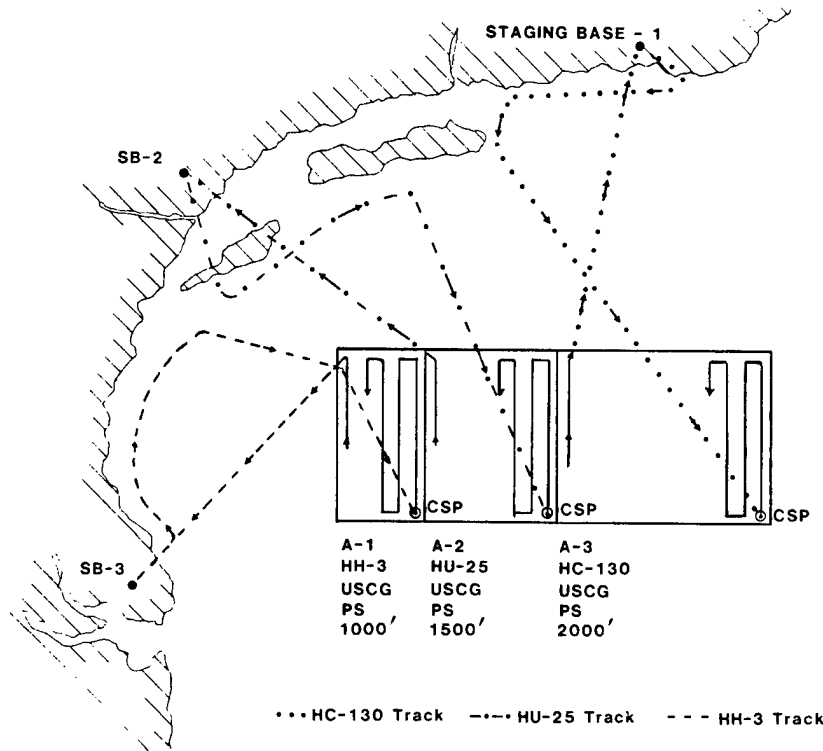 STAGING BASE - 1
SB-2
CSP
CSP
CSP
SB-3
A-1
HH-3
USCG
PS
1000'
A-2
HU-25
USCG
PS
1500'
A-3
HC-130
USCG
PS
2000'
HC-130 Track
HU-25 Track
HH-3 Track